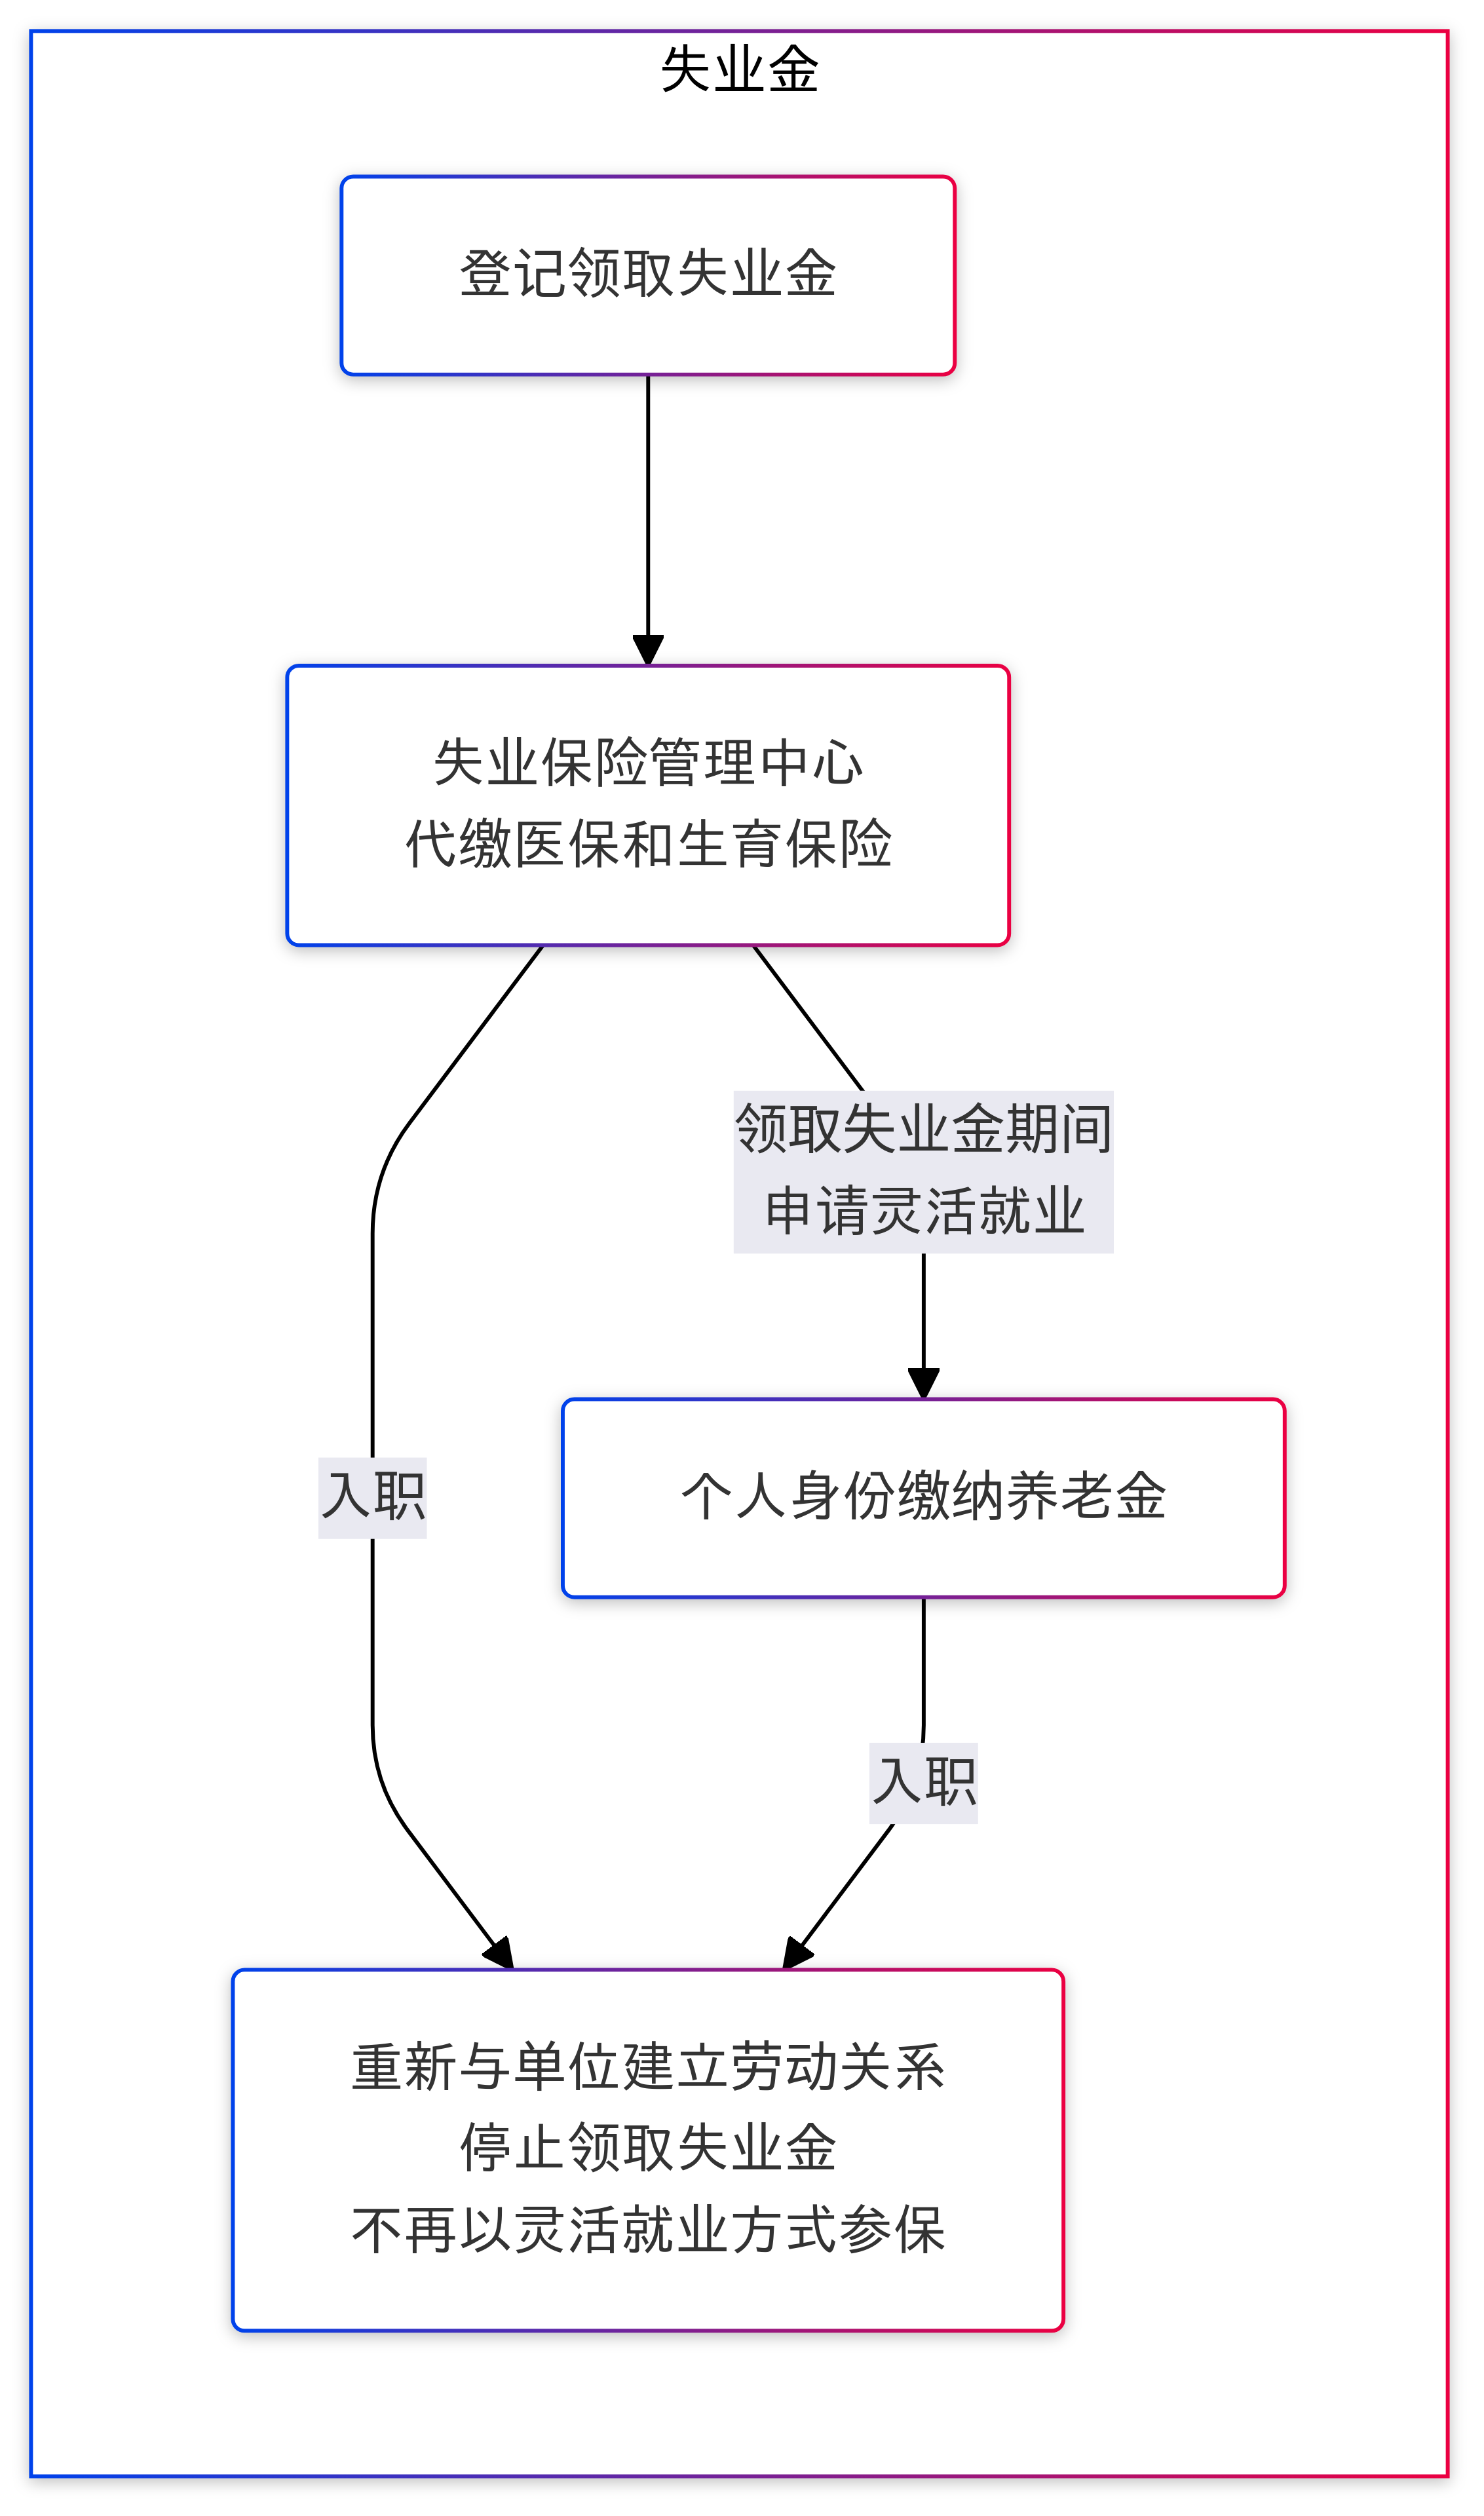 失业金
登记领取失业金
失业保险管理中心
代缴医保和生育保险
领取失业金期间
申请灵活就业
入职
个人身份缴纳养老金
入职
重新与单位建立劳动关系
停止领取失业金
不再以灵活就业方式参保